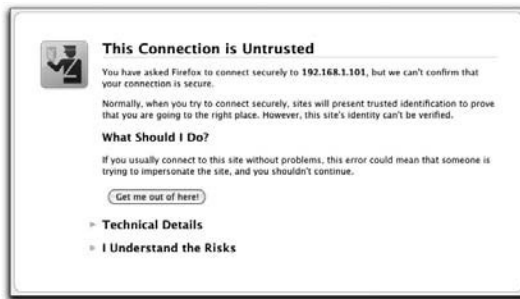 This Connection is Untrusted
You have asked Firefox to connect securely to 192.168.1.101, but we can't confirm that
your connection is secure.
Normally, when you try to connect securely, sites will present trusted identification to prove
that you are going to the right place. However, this site's identity can't be verified.
What Should I Do?
If you usually connect to this site without problems, this error could mean that someone is
trying to impersonate the site, and you shouldn't continue.
Get me out of here!
Technical Details
I Understand the Risks